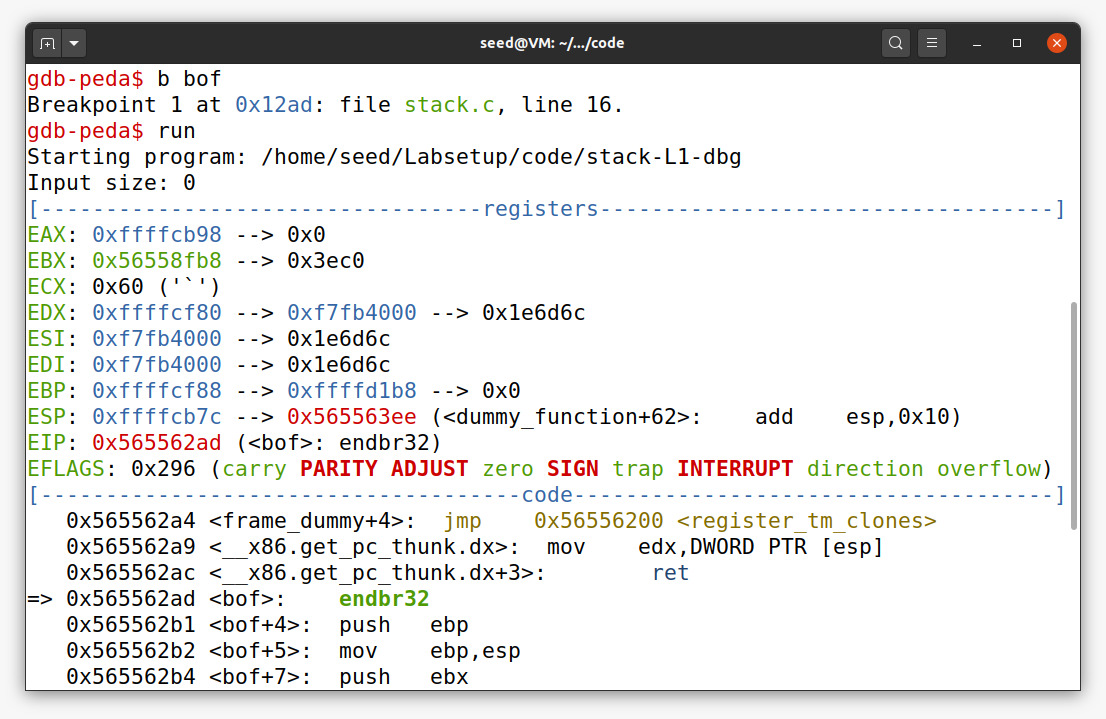 seed@VM: ~/.../code
gdb-peda$ b bof
Breakpoint 1 at 0x12ad: file stack.c, line 16.
gdb-peda$ run
Starting program: /home/seed/Labsetup/code/stack-L1-dbg
Input size: 0
[----------------------------------registers-----------------------------------]
EAX: 0xffffcb98 --> 0x0
EBX: 0x56558fb8 --> 0x3ec0
ECX: 0x60 ('`')
EDX: 0xffffcf80 --> 0xf7fb4000 --> 0x1e6d6c
ESI: 0xf7fb4000 --> 0x1e6d6c
EDI: 0xf7fb4000 --> 0x1e6d6c
EBP: 0xffffcf88 --> 0xffffd1b8 --> 0x0
ESP: 0xffffcb7c --> 0x565563ee (<dummy_function+62>:    add    esp,0x10)
EIP: 0x565562ad (<bof>: endbr32)
EFLAGS: 0x296 (carry PARITY ADJUST zero SIGN trap INTERRUPT direction overflow)
[-------------------------------------code-------------------------------------]
   0x565562a4 <frame_dummy+4>:  jmp    0x56556200 <register_tm_clones>
   0x565562a9 <__x86.get_pc_thunk.dx>:  mov    edx,DWORD PTR [esp]
   0x565562ac <__x86.get_pc_thunk.dx+3>:        ret
=> 0x565562ad <bof>:    endbr32
   0x565562b1 <bof+4>:  push   ebp
   0x565562b2 <bof+5>:  mov    ebp,esp
   0x565562b4 <bof+7>:  push   ebx